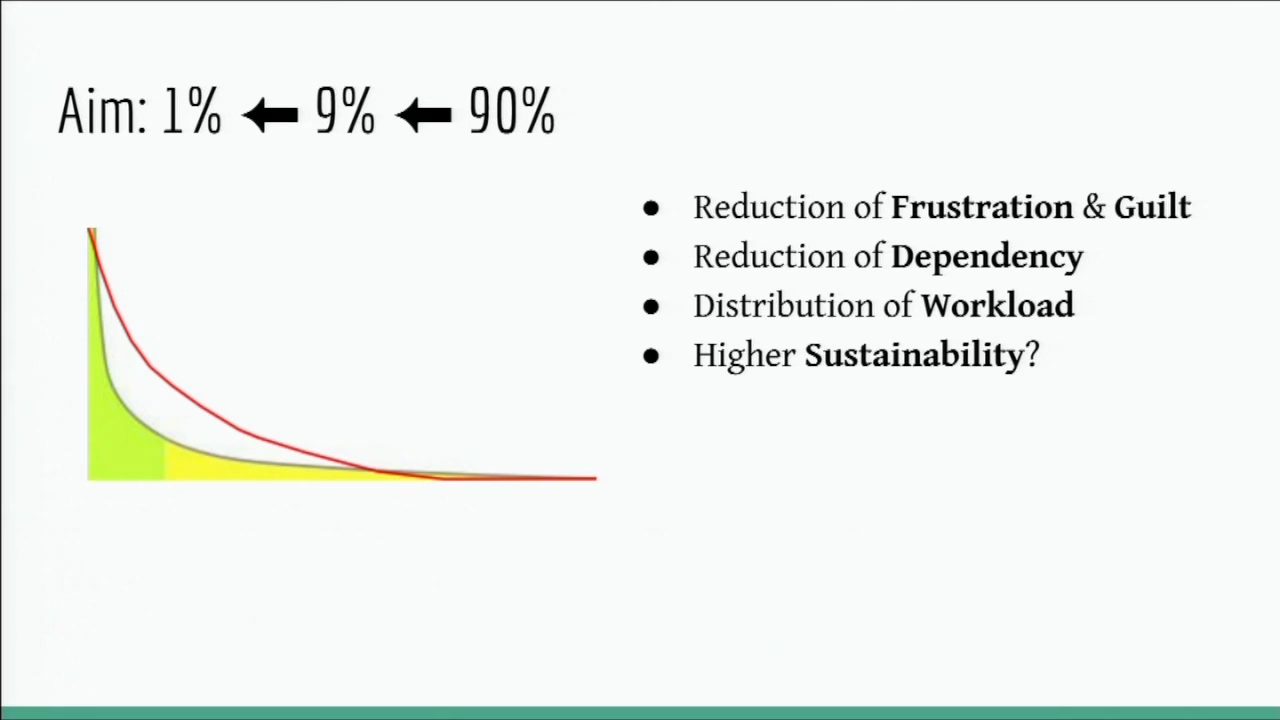 Aim: 1% ⬅ 9% ⬅ 90%
● Reduction of Frustration & Guilt
● Reduction of Dependency
● Distribution of Workload
● Higher Sustainability?